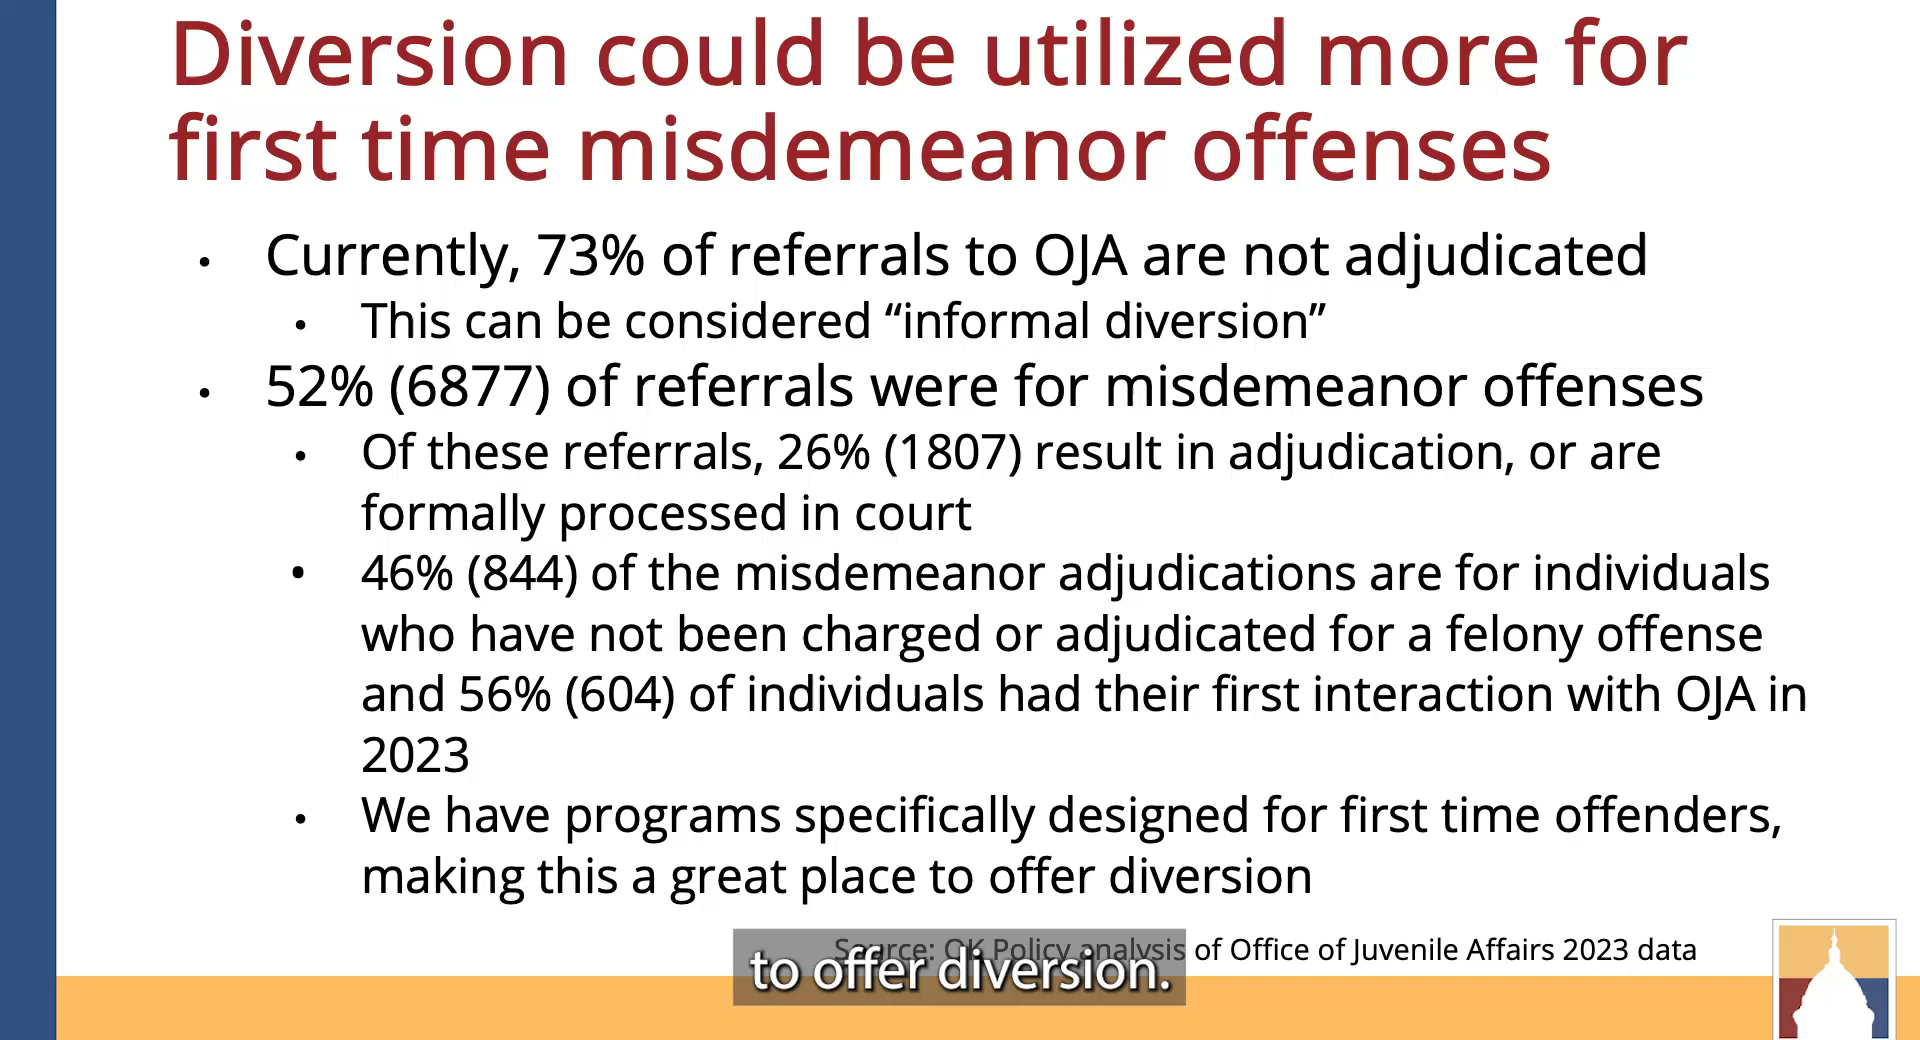 Diversion could be utilized more for
first time misdemeanor offenses
• Currently, 73% of referrals to OJA are not adjudicated
• This can be considered “informal diversion”
• 52% (6877) of referrals were for misdemeanor offenses
• Of these referrals, 26% (1807) result in adjudication, or are
formally processed in court
• 46% (844) of the misdemeanor adjudications are for individuals
who have not been charged or adjudicated for a felony offense
and 56% (604) of individuals had their first interaction with OJA in
2023
• We have programs specifically designed for first time offenders,
making this a great place to offer diversion
Source: OK Policy analysis of Office of Juvenile Affairs 2023 data
to offer diversion.